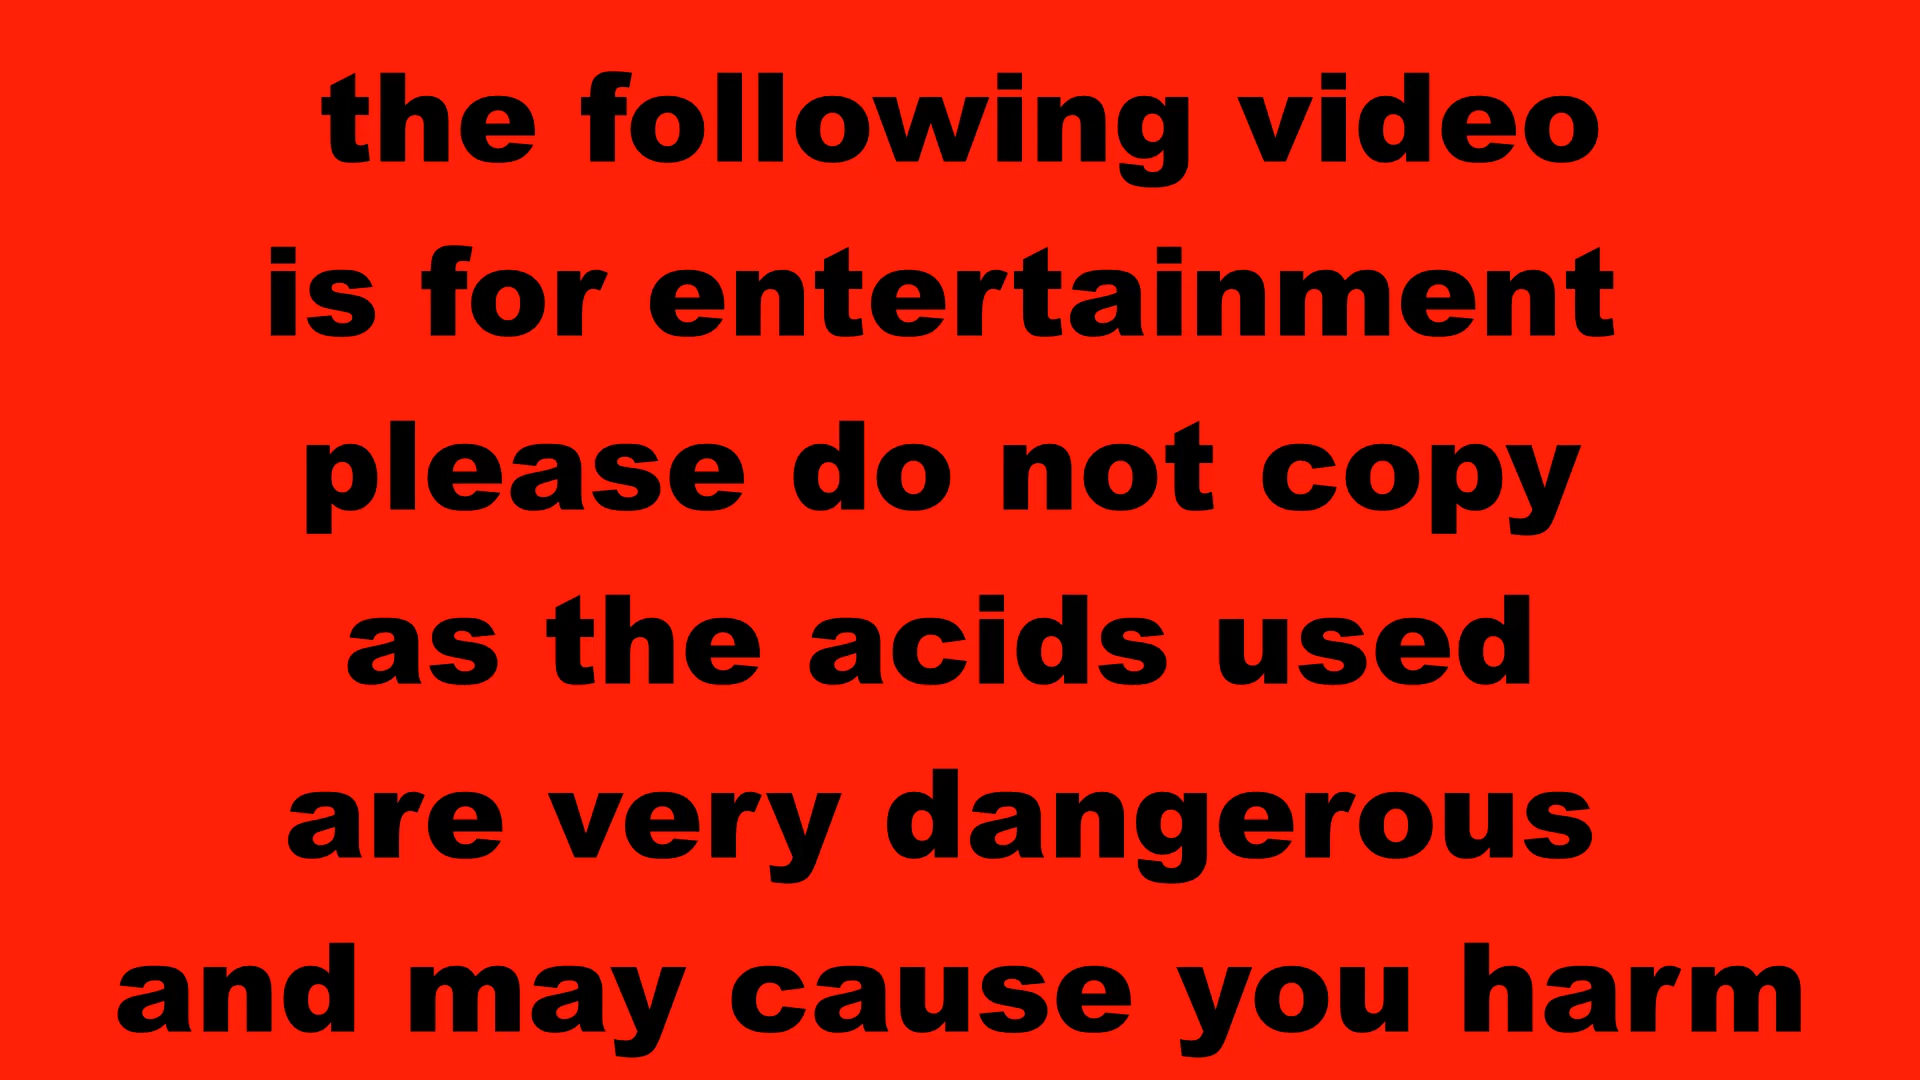 the following video
is for entertainment
please do not copy
as the acids used
are very dangerous
and may cause you harm